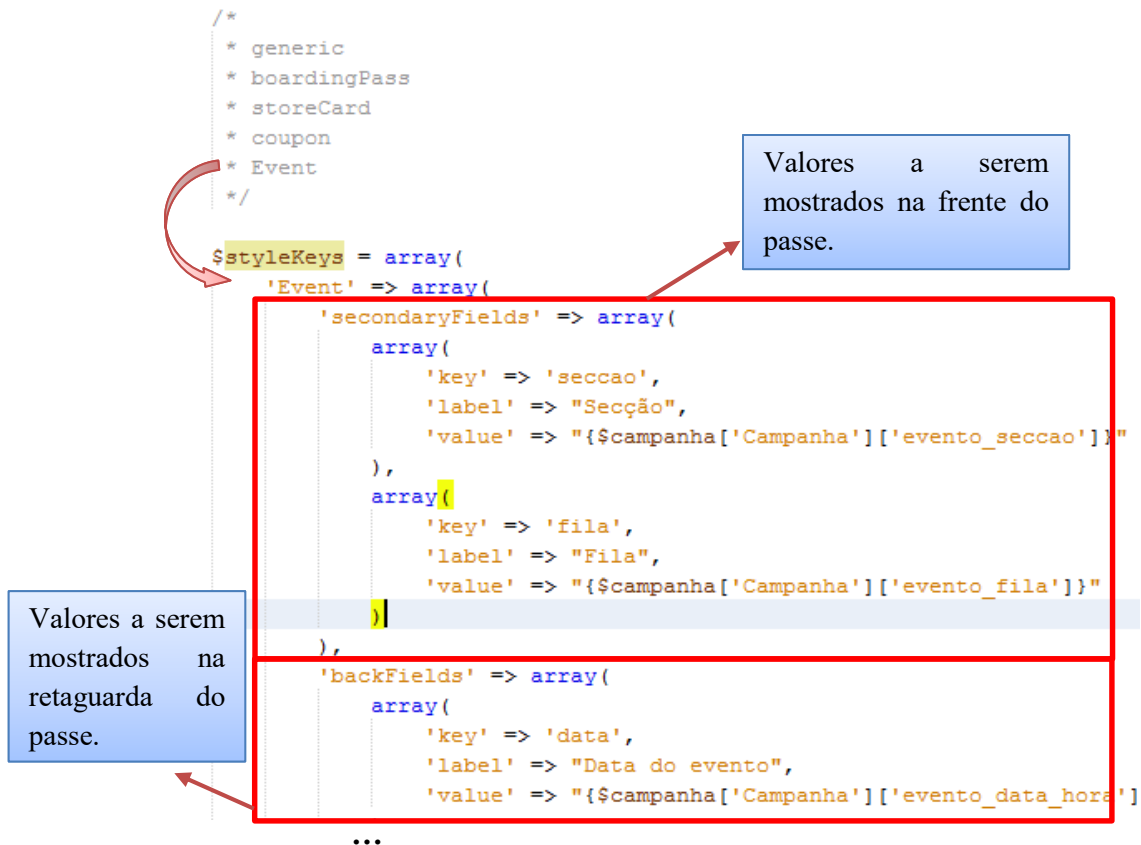 /*
 * generic
 * boardingPass
 * storeCard
 * coupon
 * Event
 */
Valores a serem
mostrados na frente do
passe.
$styleKeys = array(
    'Event' => array(
        'secondaryFields' => array(
            array(
                'key' => 'seccao',
                'label' => "Secção",
                'value' => "{$campanha['Campanha']['evento_seccao']}"
            ),
            array(
                'key' => 'fila',
                'label' => "Fila",
                'value' => "{$campanha['Campanha']['evento_fila']}"
            )
        ),
Valores a serem
mostrados na
retaguarda do
passe.
        'backFields' => array(
            array(
                'key' => 'data',
                'label' => "Data do evento",
                'value' => "{$campanha['Campanha']['evento_data_hora']
...